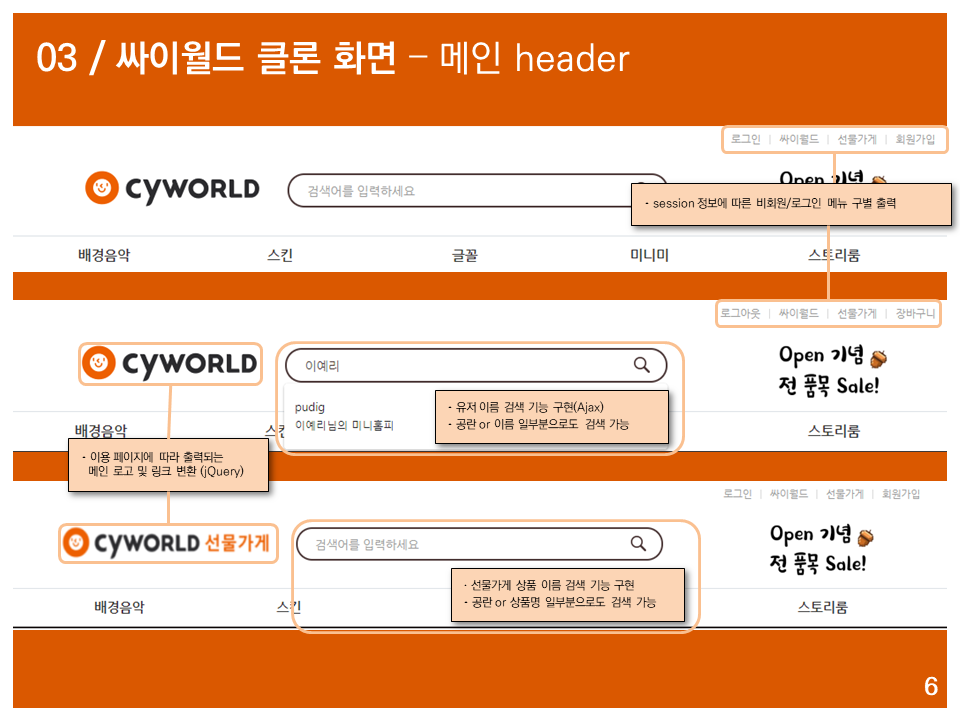 03 / 싸이월드 클론 화면 – 메인 header
로그인 | 싸이월드 | 선물가게 | 회원가입
CYWORLD
검색어를 입력하세요
Open 기념
- session 정보에 따른 비회원/로그인 메뉴 구별 출력
배경음악 스킨 글꼴 미니미 스토리룸
로그아웃 | 싸이월드 | 선물가게 | 장바구니
CYWORLD
이예리
Open 기념
전 품목 Sale!
pudig
이예리님의 미니홈피
- 유저 이름 검색 기능 구현(Ajax)
- 공란 or 이름 일부분으로도 검색 가능
배경음악 스킨 스토리룸
- 이용 페이지에 따라 출력되는
메인 로고 및 링크 변환 (jQuery)
로그인 | 싸이월드 | 선물가게 | 회원가입
CYWORLD 선물가게
검색어를 입력하세요
Open 기념
전 품목 Sale!
- 선물가게 상품 이름 검색 기능 구현
- 공란 or 상품명 일부분으로도 검색 가능
배경음악 스킨 스토리룸
6